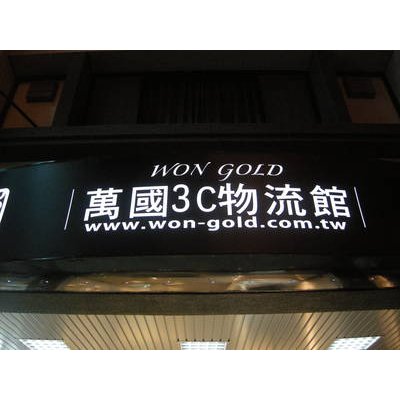 WON GOLD
萬國3C物流館
www.won-gold.com.tw